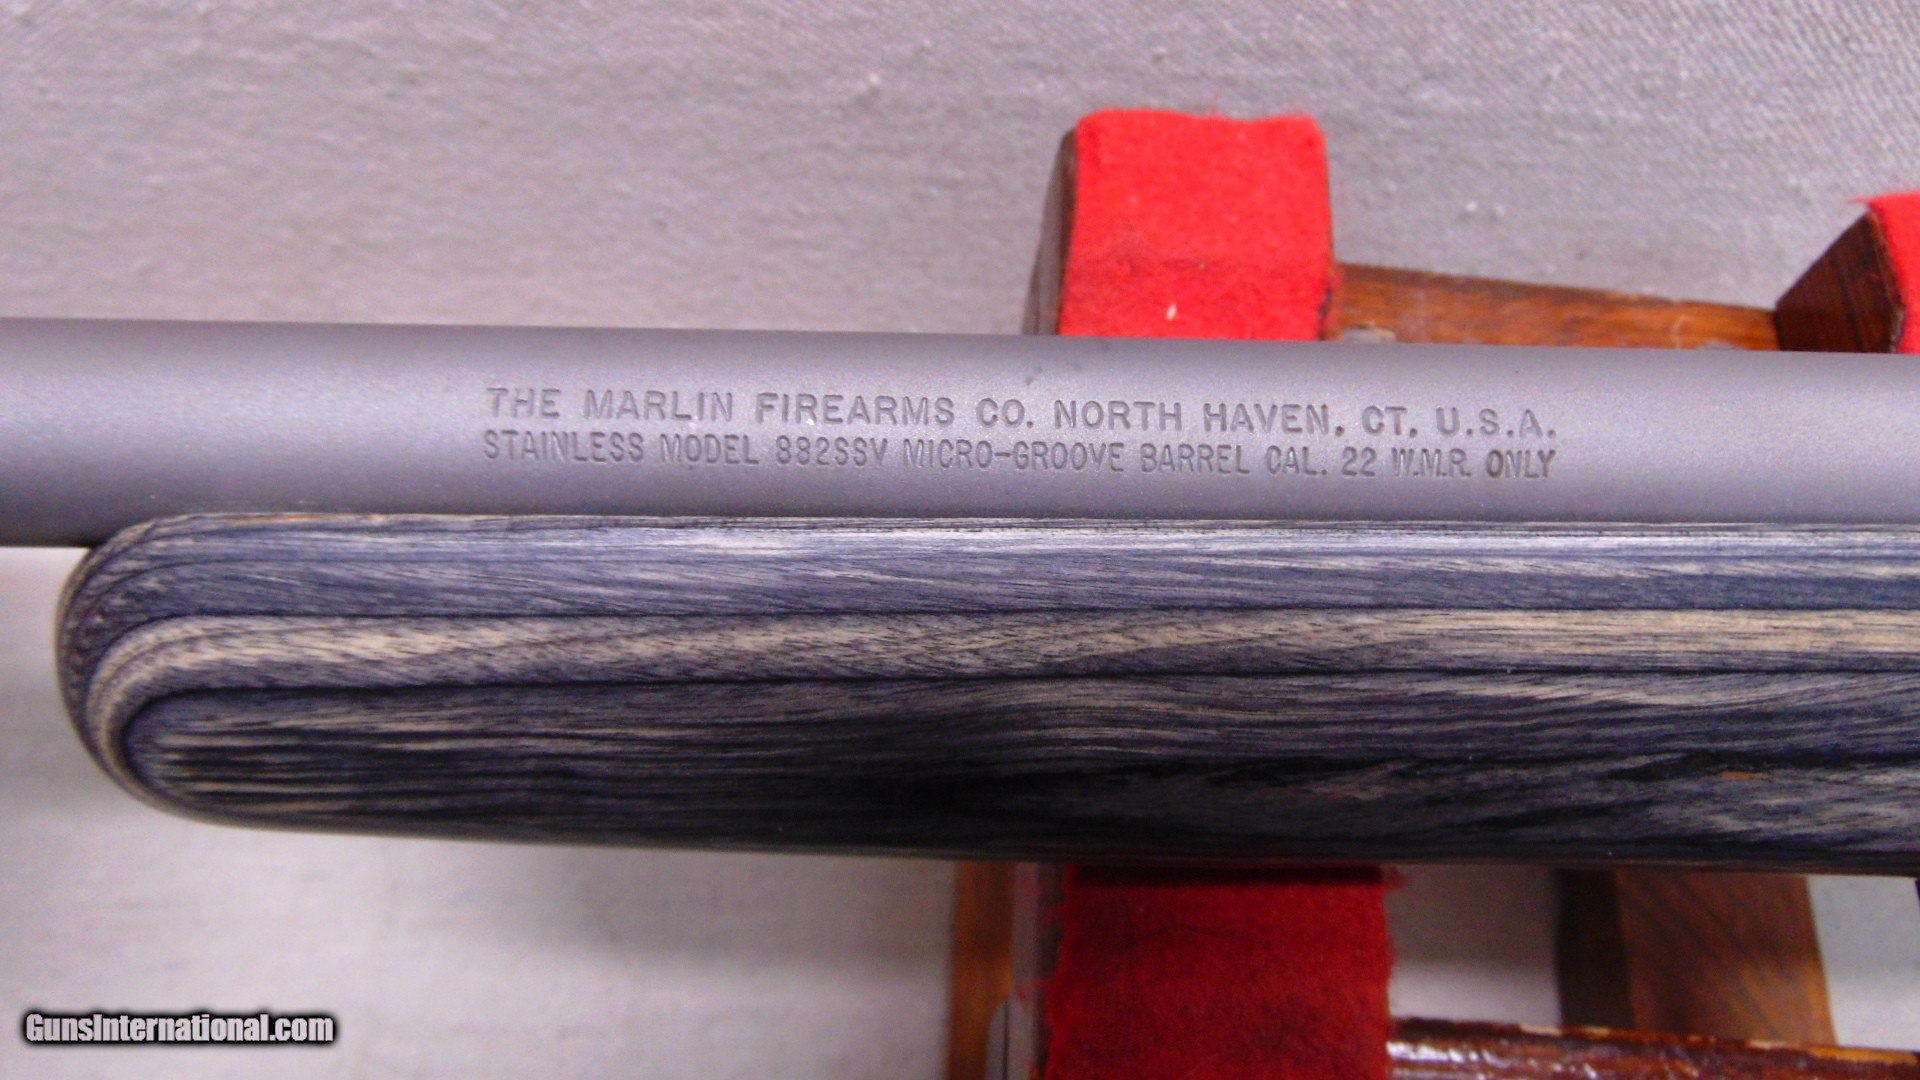 THE MARLIN FIREARMS CO. NORTH HAVEN, CT. U.S.A.
STAINLESS MODEL 882SSV MICRO-GROOVE BARREL CAL. 22 W.M.R. ONLY
GunsInternational.com